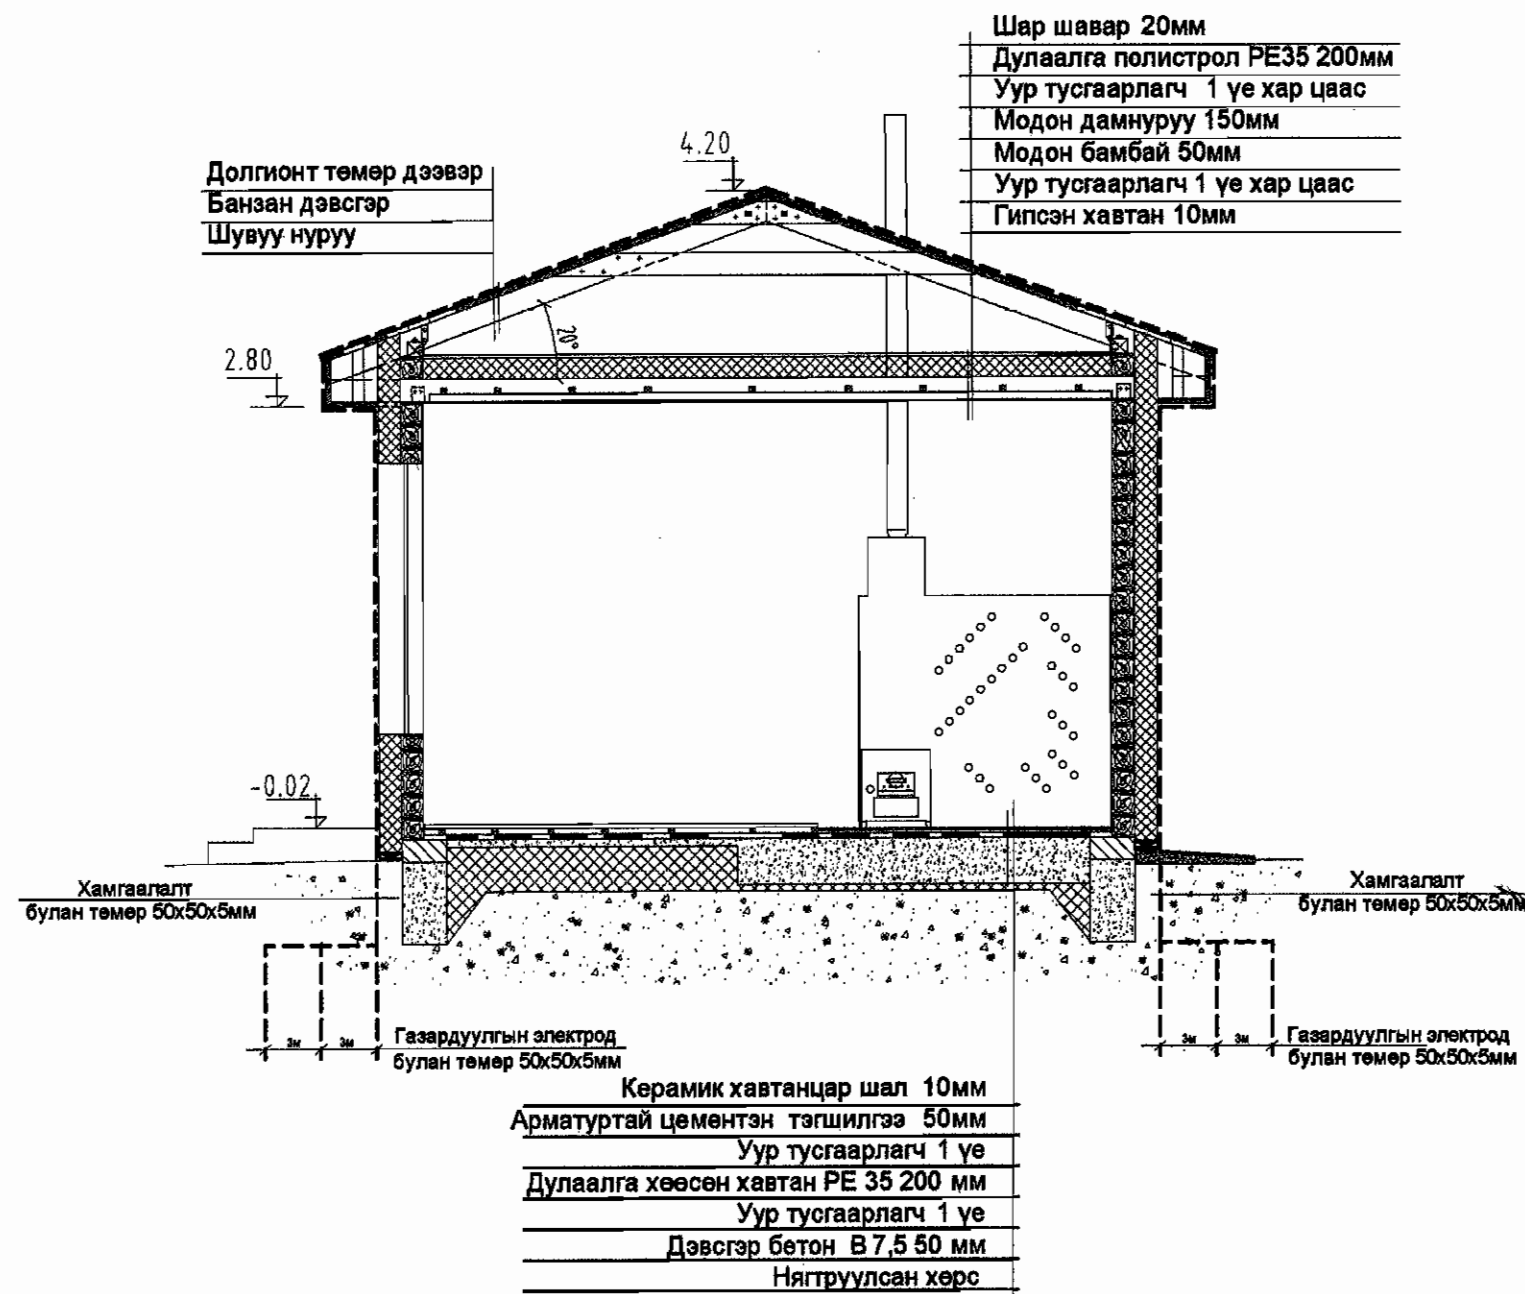 Шар шавар 20мм
Дулаалга полистрол PE35 200мм
Уур тусгаарлагч 1 үе хар цаас
Модон дамнуруу 150мм
Модон бамбай 50мм
Уур тусгаарлагч 1 үе хар цаас
Гипсэн хавтан 10мм
4.20
Долгионт төмөр дээвэр
Банзан дэвсгэр
Шувуу нуруу
20°
2.80
-0.02
Хамгаалалт
булан төмөр 50х50х5мм
Хамгаалалт
булан төмөр 50х50х5мм
3м 3м
Газардуулгын электрод
булан төмөр 50х50х5мм
3м 3м
Газардуулгын электрод
булан төмөр 50х50х5мм
Керамик хавтанцар шал 10мм
Арматуртай цементэн тэгшилгээ 50мм
Уур тусгаарлагч 1 үе
Дулаалга хөөсөн хавтан PE 35 200 мм
Уур тусгаарлагч 1 үе
Дэвсгэр бетон В 7,5 50 мм
Нягтруулсан хөрс